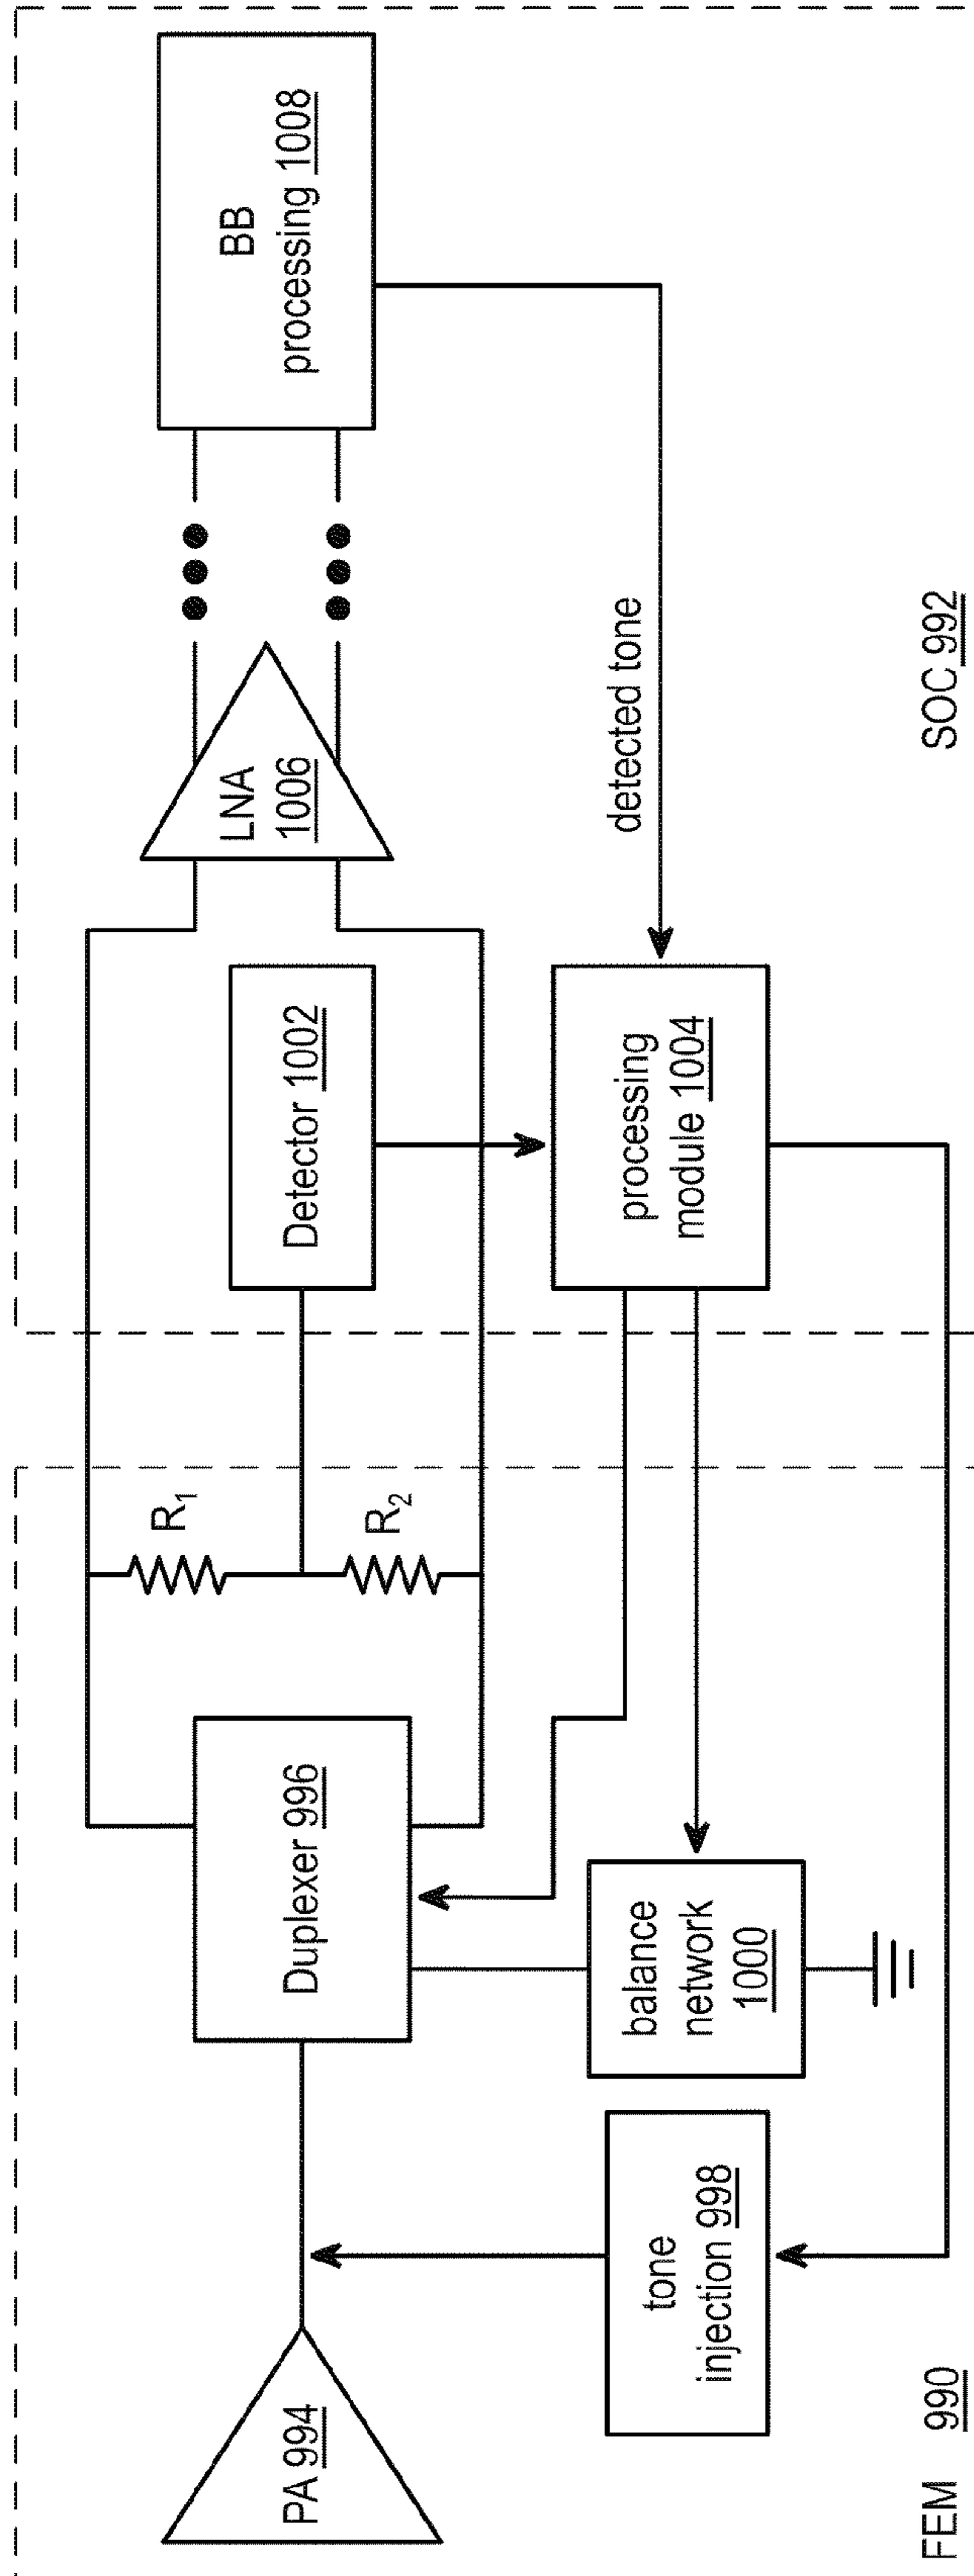 PA 994
Duplexer 996
R1
R2
Detector 1002
LNA
1006
BB
processing 1008
tone
injection 998
balance
network
1000
processing
module 1004
detected tone
FEM 990
SOC 992